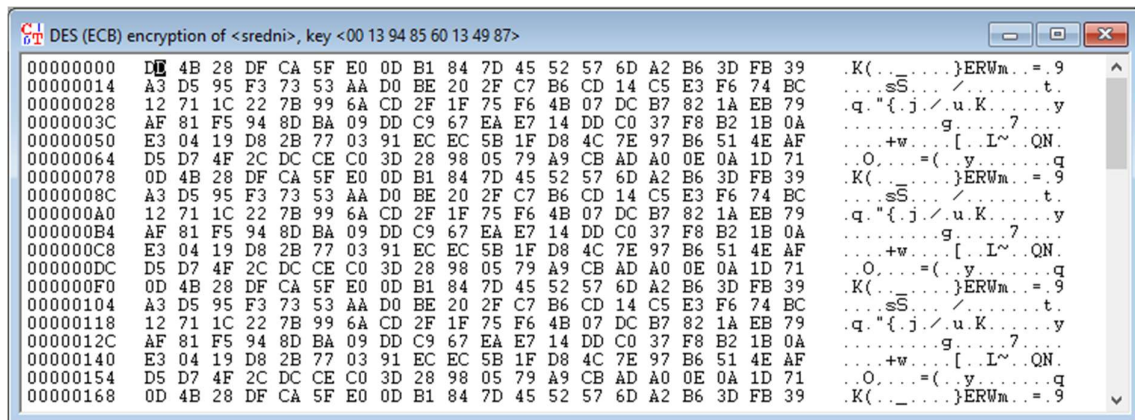 DES (ECB) encryption of <sredni>, key <00 13 94 85 60 13 49 87>
00000000 0D 4B 28 DF CA 5F E0 0D B1 84 7D 45 52 57 6D A2 B6 3D FB 39 .K(.._....}ERWm..=.9
00000014 A3 D5 95 F3 73 53 AA D0 BE 20 2F C7 B6 CD 14 C5 E3 F6 74 BC ....sS... /.......t.
00000028 12 71 1C 22 7B 99 6A CD 2F 1F 75 F6 4B 07 DC B7 82 1A EB 79 .q."{.j./.u.K......y
0000003C AF 81 F5 94 8D BA 09 DD C9 67 EA E7 14 DD C0 37 F8 B2 1B 0A .........g.....7....
00000050 E3 04 19 D8 2B 77 03 91 EC EC 5B 1F D8 4C 7E 97 B6 51 4E AF ....+w....[..L~..QN.
00000064 D5 D7 4F 2C DC CE C0 3D 28 98 05 79 A9 CB AD A0 0E 0A 1D 71 ..O,...=(..y.......q
00000078 0D 4B 28 DF CA 5F E0 0D B1 84 7D 45 52 57 6D A2 B6 3D FB 39 .K(.._....}ERWm..=.9
0000008C A3 D5 95 F3 73 53 AA D0 BE 20 2F C7 B6 CD 14 C5 E3 F6 74 BC ....sS... /.......t.
000000A0 12 71 1C 22 7B 99 6A CD 2F 1F 75 F6 4B 07 DC B7 82 1A EB 79 .q."{.j./.u.K......y
000000B4 AF 81 F5 94 8D BA 09 DD C9 67 EA E7 14 DD C0 37 F8 B2 1B 0A .........g.....7....
000000C8 E3 04 19 D8 2B 77 03 91 EC EC 5B 1F D8 4C 7E 97 B6 51 4E AF ....+w....[..L~..QN.
000000DC D5 D7 4F 2C DC CE C0 3D 28 98 05 79 A9 CB AD A0 0E 0A 1D 71 ..O,...=(..y.......q
000000F0 0D 4B 28 DF CA 5F E0 0D B1 84 7D 45 52 57 6D A2 B6 3D FB 39 .K(.._....}ERWm..=.9
00000104 A3 D5 95 F3 73 53 AA D0 BE 20 2F C7 B6 CD 14 C5 E3 F6 74 BC ....sS... /.......t.
00000118 12 71 1C 22 7B 99 6A CD 2F 1F 75 F6 4B 07 DC B7 82 1A EB 79 .q."{.j./.u.K......y
0000012C AF 81 F5 94 8D BA 09 DD C9 67 EA E7 14 DD C0 37 F8 B2 1B 0A .........g.....7....
00000140 E3 04 19 D8 2B 77 03 91 EC EC 5B 1F D8 4C 7E 97 B6 51 4E AF ....+w....[..L~..QN.
00000154 D5 D7 4F 2C DC CE C0 3D 28 98 05 79 A9 CB AD A0 0E 0A 1D 71 ..O,...=(..y.......q
00000168 0D 4B 28 DF CA 5F E0 0D B1 84 7D 45 52 57 6D A2 B6 3D FB 39 .K(.._....}ERWm..=.9